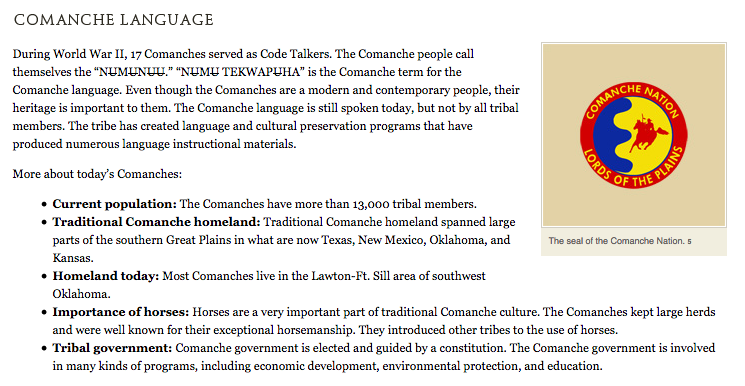 COMANCHE LANGUAGE
During World War II, 17 Comanches served as Code Talkers. The Comanche people call
themselves the “NɄMɄNɄɄ.” “NɄMɄ TEKWAPɄHA” is the Comanche term for the
Comanche language. Even though the Comanches are a modern and contemporary people, their
heritage is important to them. The Comanche language is still spoken today, but not by all tribal
members. The tribe has created language and cultural preservation programs that have
produced numerous language instructional materials.
More about today’s Comanches:
• Current population: The Comanches have more than 13,000 tribal members.
• Traditional Comanche homeland: Traditional Comanche homeland spanned large
parts of the southern Great Plains in what are now Texas, New Mexico, Oklahoma, and
Kansas.
• Homeland today: Most Comanches live in the Lawton-Ft. Sill area of southwest
Oklahoma.
• Importance of horses: Horses are a very important part of traditional Comanche culture. The Comanches kept large herds
and were well known for their exceptional horsemanship. They introduced other tribes to the use of horses.
• Tribal government: Comanche government is elected and guided by a constitution. The Comanche government is involved
in many kinds of programs, including economic development, environmental protection, and education.
COMANCHE NATION
LORDS OF THE PLAINS
The seal of the Comanche Nation. 5